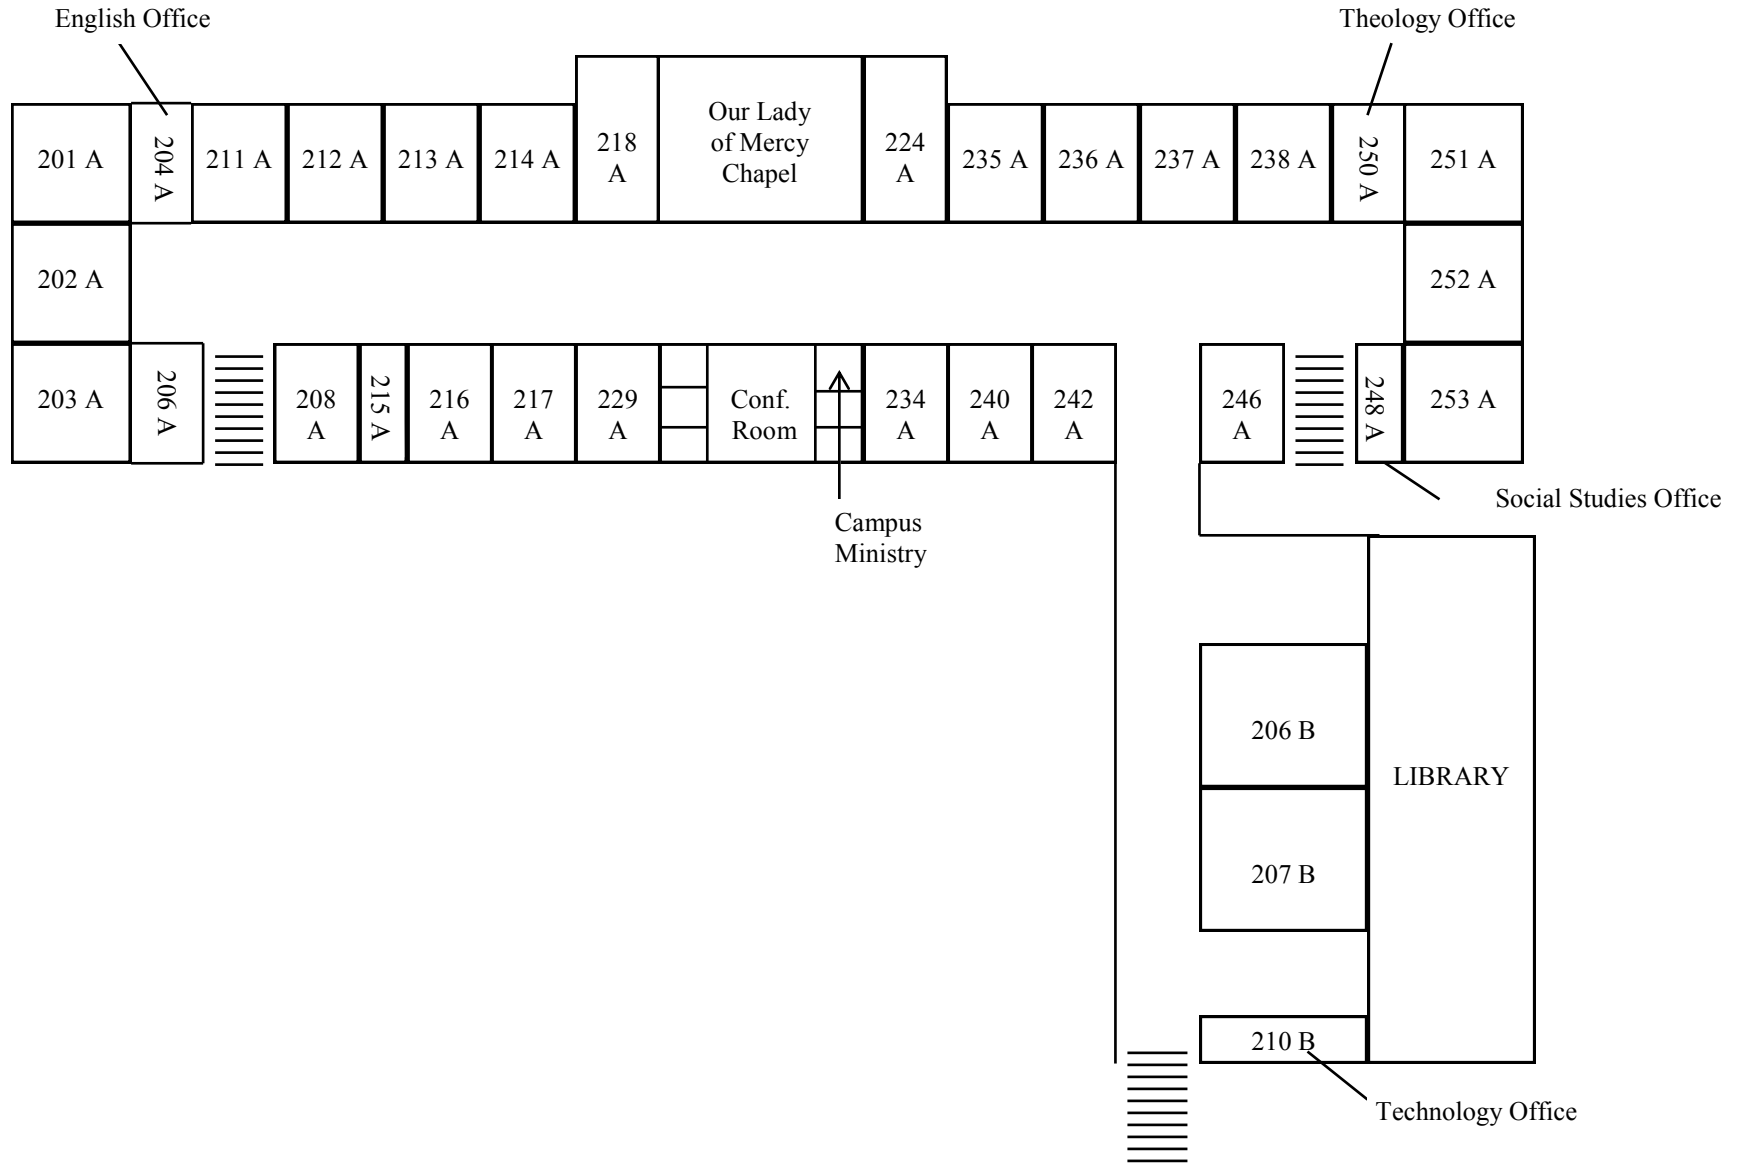 English Office
Theology Office
201 A
204 A
211 A
212 A
213 A
214 A
218
A
Our Lady
of Mercy
Chapel
224
A
235 A
236 A
237 A
238 A
250 A
251 A
202 A
252 A
203 A
206 A
208
A
215 A
216
A
217
A
229
A
Conf.
Room
234
A
240
A
242
A
246
A
248 A
253 A
Social Studies Office
Campus
Ministry
206 B
LIBRARY
207 B
210 B
Technology Office